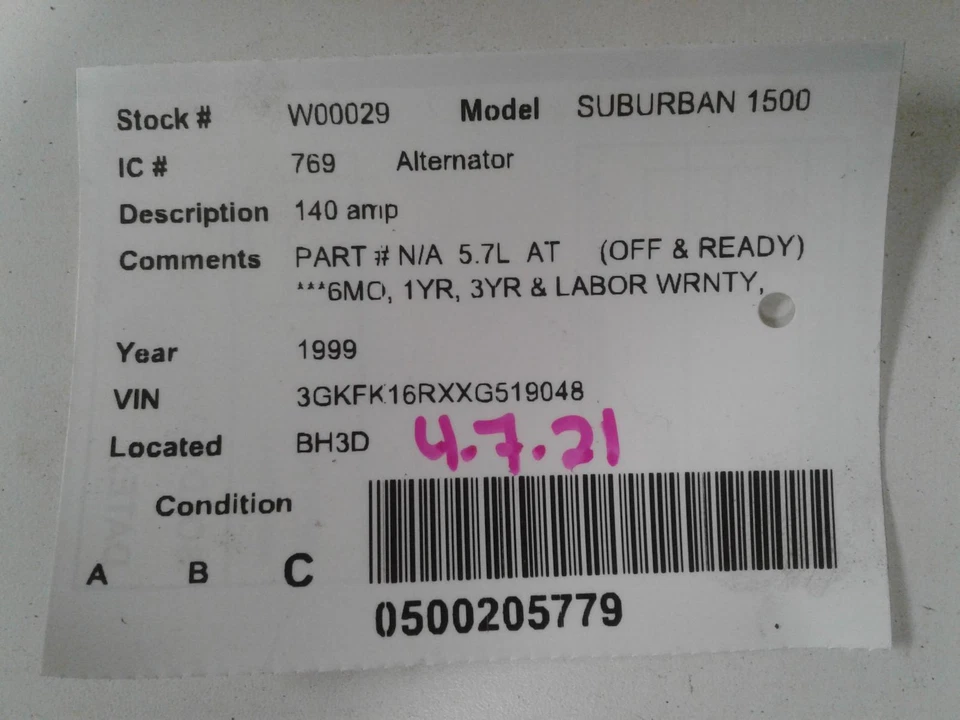 Stock # W00029 Model SUBURBAN 1500
IC # 769 Alternator
Description 140 amp
Comments PART # N/A 5.7L AT (OFF & READY)
***6MO, 1YR, 3YR & LABOR WRNTY,
Year 1999
VIN 3GKFK16RXXG519048
Located BH3D 4.7.21
Condition
A B C
0500205779